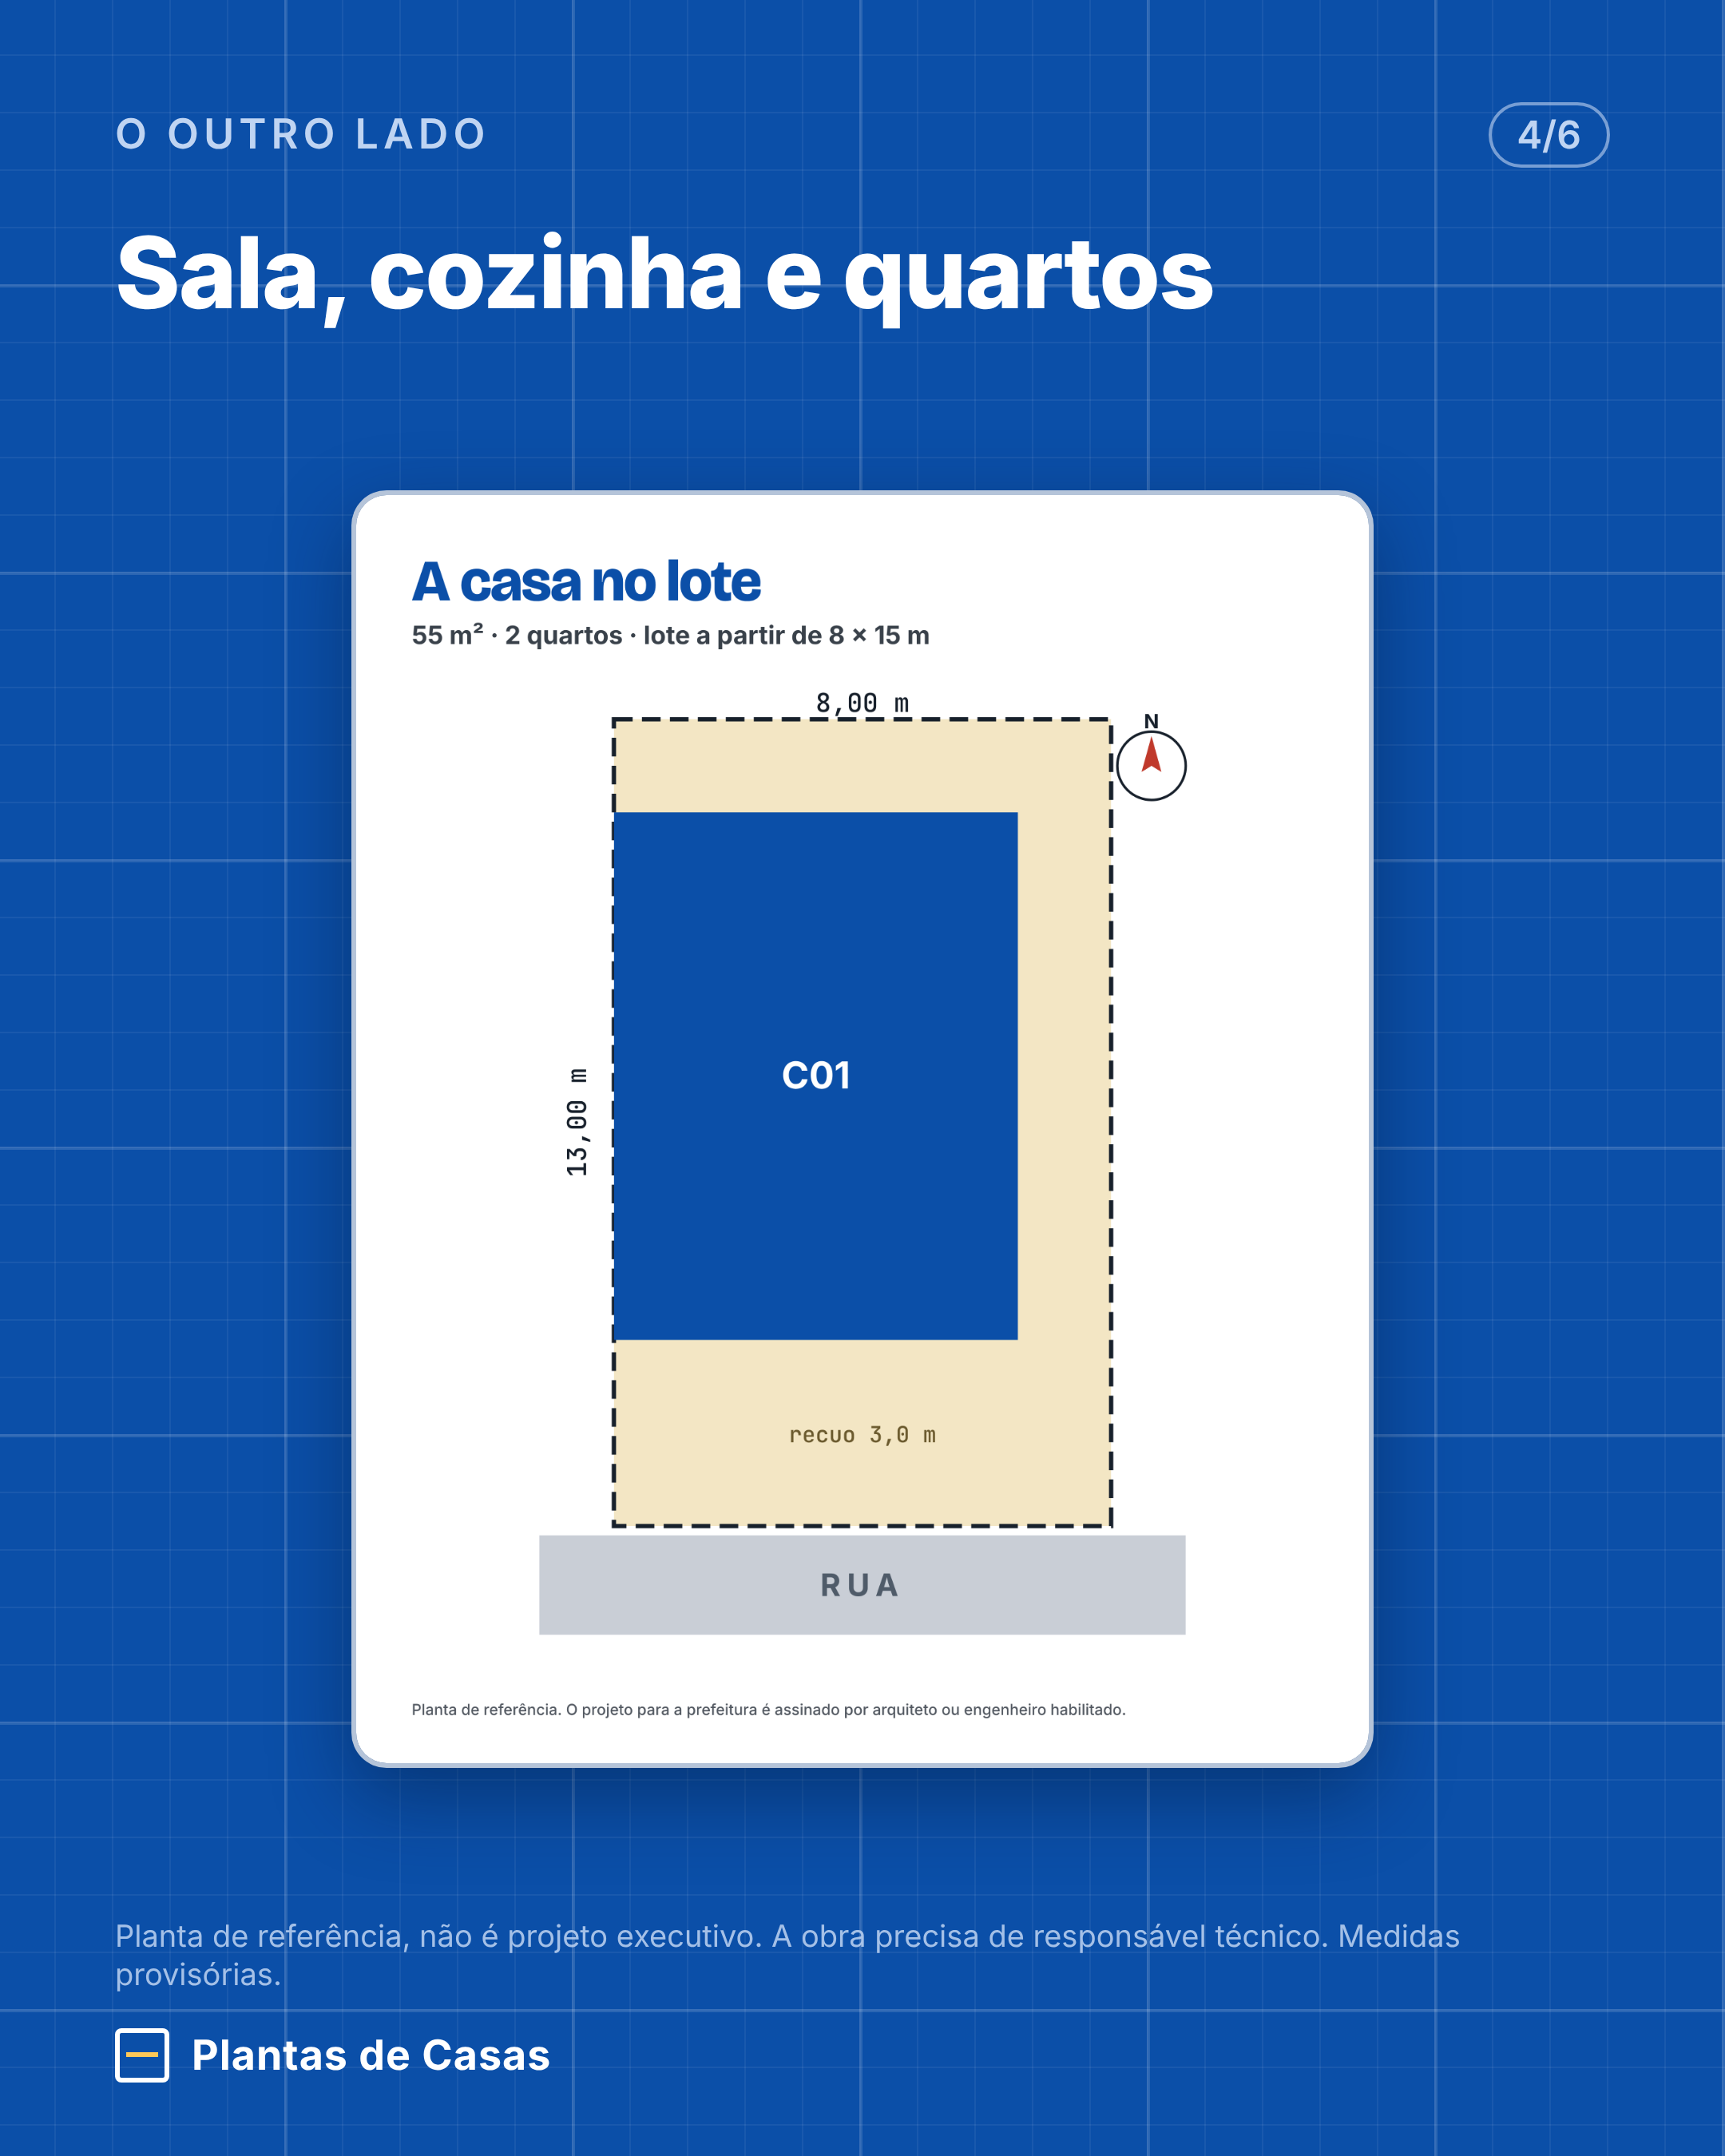 O OUTRO LADO
4/6
Sala, cozinha e quartos
A casa no lote
55 m² · 2 quartos · lote a partir de 8 × 15 m
8,00 m
N
13,00 m
C01
recuo 3,0 m
RUA
Planta de referência. O projeto para a prefeitura é assinado por arquiteto ou engenheiro habilitado.
Planta de referência, não é projeto executivo. A obra precisa de responsável técnico. Medidas
provisórias.
Plantas de Casas